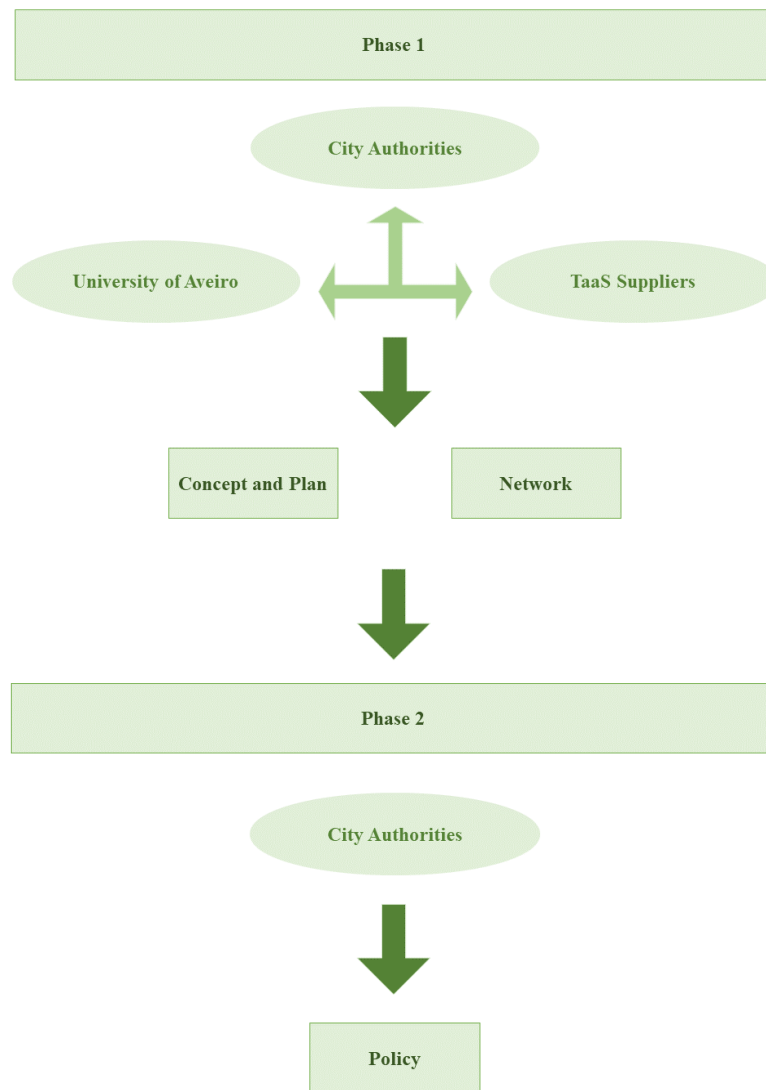 Phase 1
City Authorities
University of Aveiro
TaaS Suppliers
Concept and Plan
Network
Phase 2
City Authorities
Policy